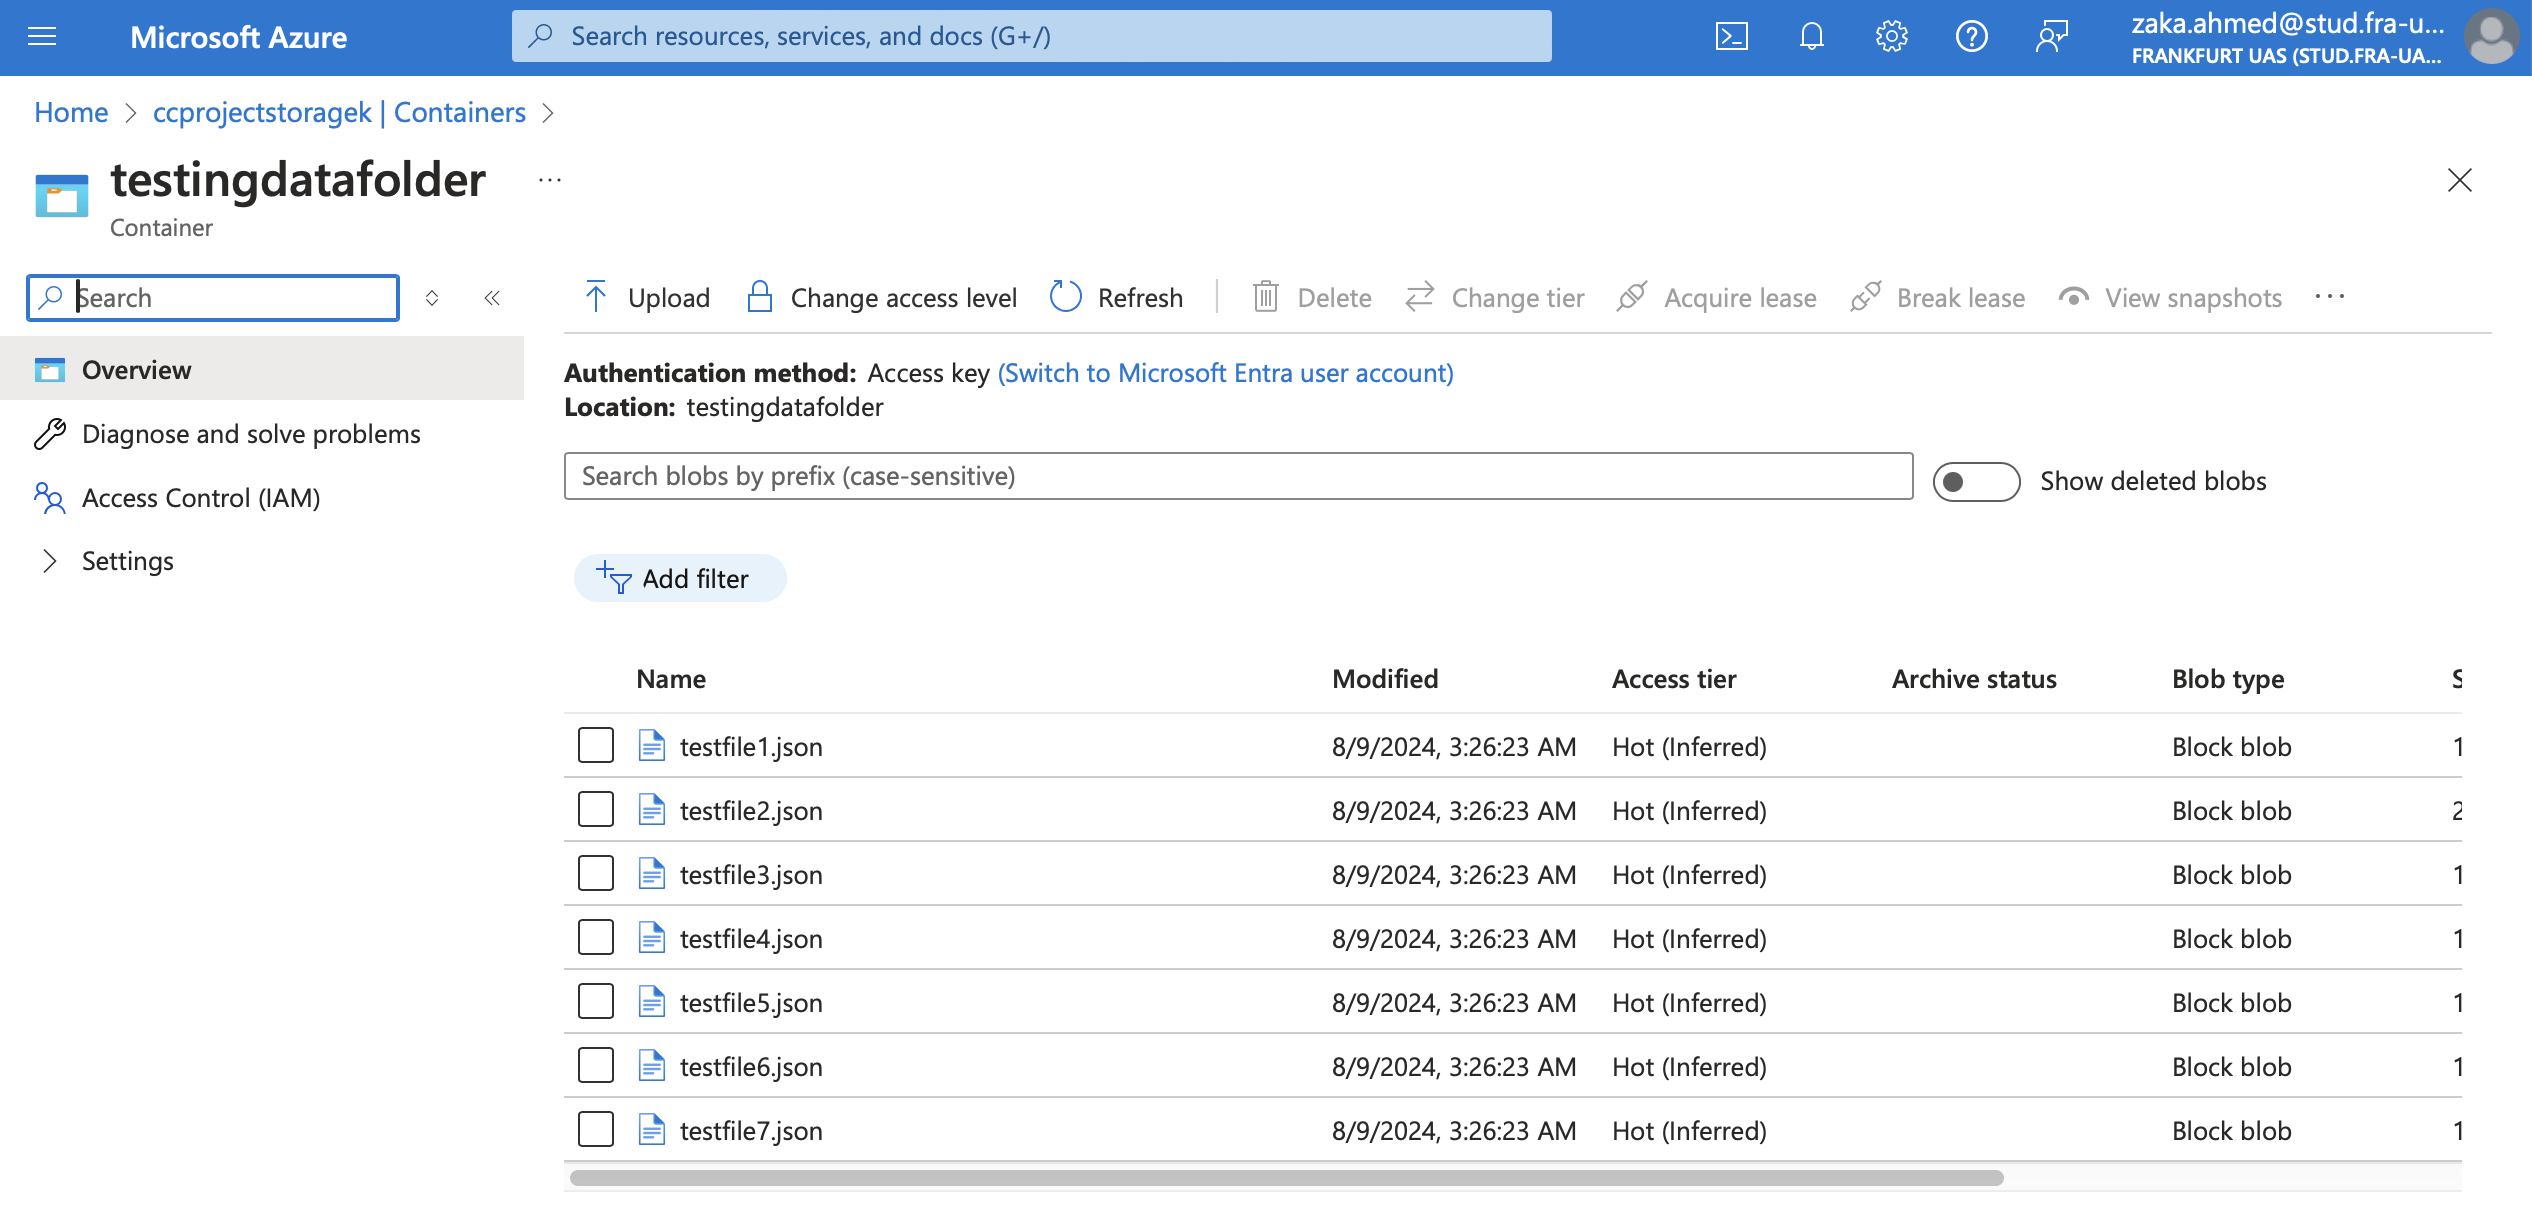 Microsoft Azure
Search resources, services, and docs (G+/)
zaka.ahmed@stud.fra-u...
FRANKFURT UAS (STUD.FRA-UA...
Home > ccprojectstoragek | Containers >
testingdatafolder ...
Container
Search
Upload Change access level Refresh Delete Change tier Acquire lease Break lease View snapshots ...
Overview
Diagnose and solve problems
Access Control (IAM)
Settings
Authentication method: Access key (Switch to Microsoft Entra user account)
Location: testingdatafolder
Search blobs by prefix (case-sensitive)
Show deleted blobs
Add filter
Name Modified Access tier Archive status Blob type
testfile1.json 8/9/2024, 3:26:23 AM Hot (Inferred) Block blob
testfile2.json 8/9/2024, 3:26:23 AM Hot (Inferred) Block blob
testfile3.json 8/9/2024, 3:26:23 AM Hot (Inferred) Block blob
testfile4.json 8/9/2024, 3:26:23 AM Hot (Inferred) Block blob
testfile5.json 8/9/2024, 3:26:23 AM Hot (Inferred) Block blob
testfile6.json 8/9/2024, 3:26:23 AM Hot (Inferred) Block blob
testfile7.json 8/9/2024, 3:26:23 AM Hot (Inferred) Block blob